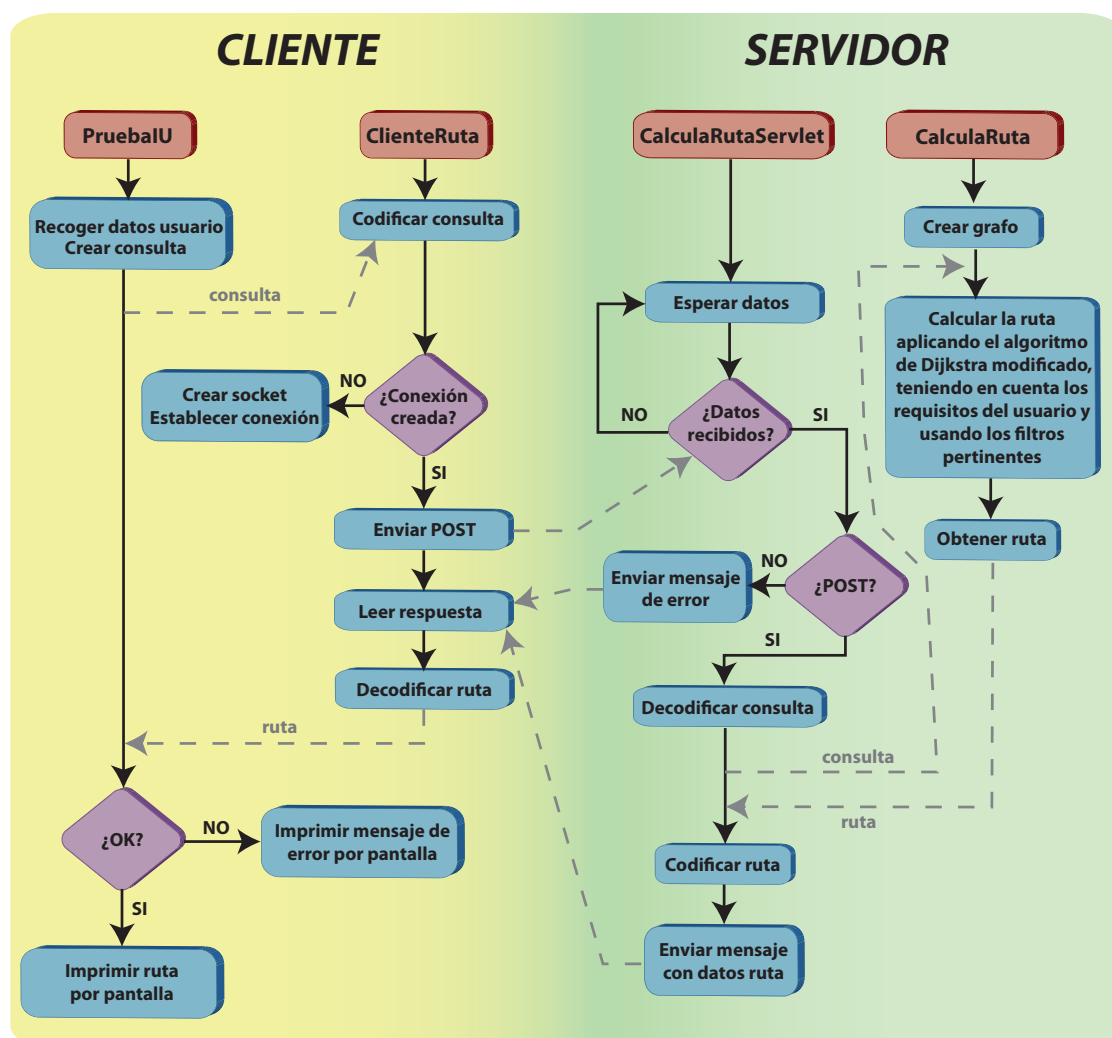 CLIENTE
SERVIDOR
PruebaIU
ClienteRuta
CalculaRutaServlet
CalculaRuta
Recoger datos usuario
Crear consulta
Codificar consulta
Crear grafo
consulta
Esperar datos
Calcular la ruta
aplicando el algoritmo
de Dijkstra modificado,
teniendo en cuenta los
requisitos del usuario y
usando los filtros
pertinentes
Crear socket
Establecer conexión
NO
¿Conexión
creada?
NO
¿Datos
recibidos?
SI
SI
Enviar POST
Obtener ruta
Enviar mensaje
de error
NO
¿POST?
Leer respuesta
SI
Decodificar ruta
Decodificar consulta
ruta
consulta
ruta
¿OK?
NO
Imprimir mensaje de
error por pantalla
Codificar ruta
SI
Imprimir ruta
por pantalla
Enviar mensaje
con datos ruta